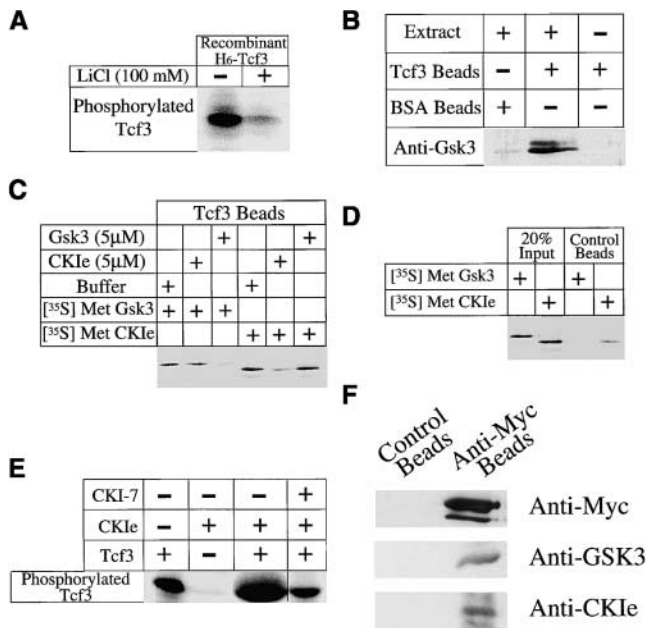 A
Recombinant
H6-Tcf3
LiCl (100 mM) − +
Phosphorylated
Tcf3
B
Extract + + −
Tcf3 Beads − + +
BSA Beads + − −
Anti-Gsk3
C
Tcf3 Beads
Gsk3 (5μM) + +
CKIe (5μM) + +
Buffer + +
[³⁵S] Met Gsk3 + + +
[³⁵S] Met CKIe + + +
D
20% Input
Control Beads
[³⁵S] Met Gsk3 + +
[³⁵S] Met CKIe + +
E
CKI-7 − − − +
CKIe − + + +
Tcf3 + − + +
Phosphorylated
Tcf3
F
Control
Beads
Anti-Myc
Beads
Anti-Myc
Anti-GSK3
Anti-CKIe